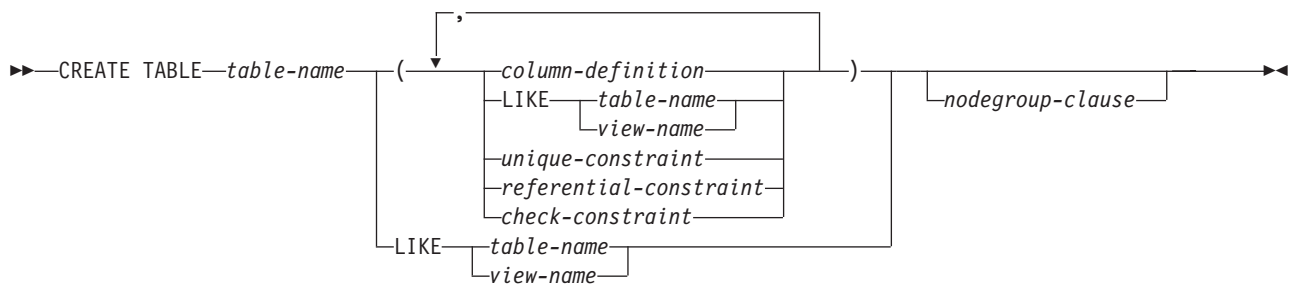 ,
CREATE TABLE table-name ( column-definition )
nodegroup-clause
LIKE table-name
view-name
unique-constraint
referential-constraint
check-constraint
LIKE table-name
view-name